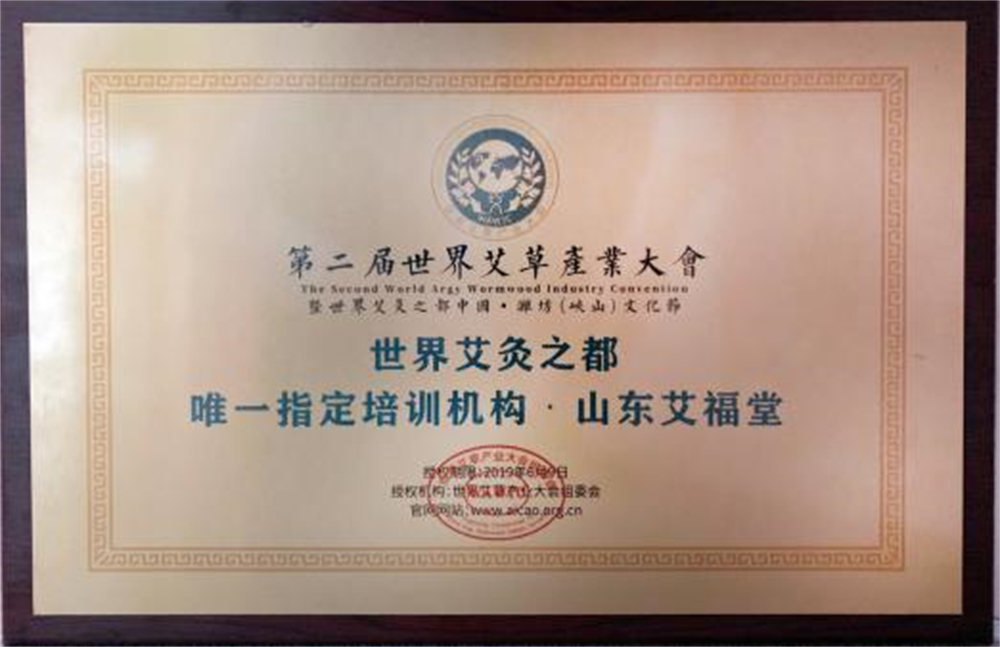 第二届世界艾草產業大會
The Second World Argy Wormwood Industry Convention
暨世界艾灸之都中国·潍坊(峡山)文化节
世界艾灸之都
唯一指定培训机构·山东艾福堂
授权期限:2019年6月9日
授权机构:世界艾草产业大会组委会
官网网站:www.aicao.org.cn